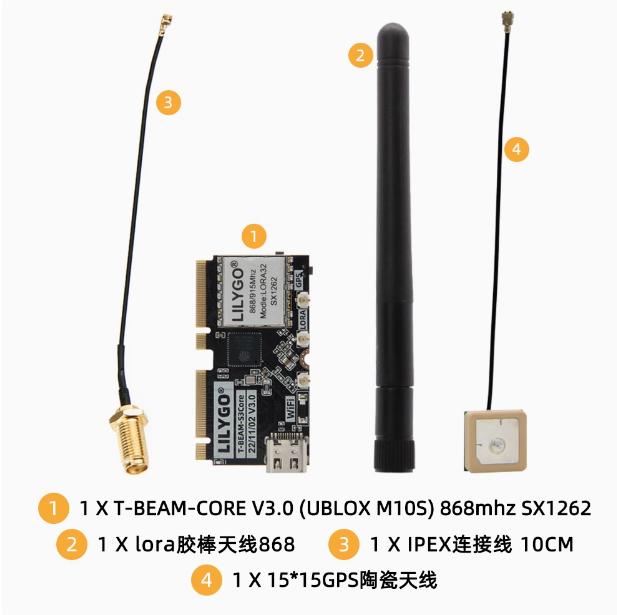 2
3
4
1
LILYGO®
868/915Mhz
Modle LORA32
SX1262
GPS
LORA
WiFi
LILYGO®
T-BEAM-S3Core
22/11/02 V3.0
1 1 X T-BEAM-CORE V3.0 (UBLOX M10S) 868mhz SX1262
2 1 X lora胶棒天线868 3 1 X IPEX连接线 10CM
4 1 X 15*15GPS陶瓷天线